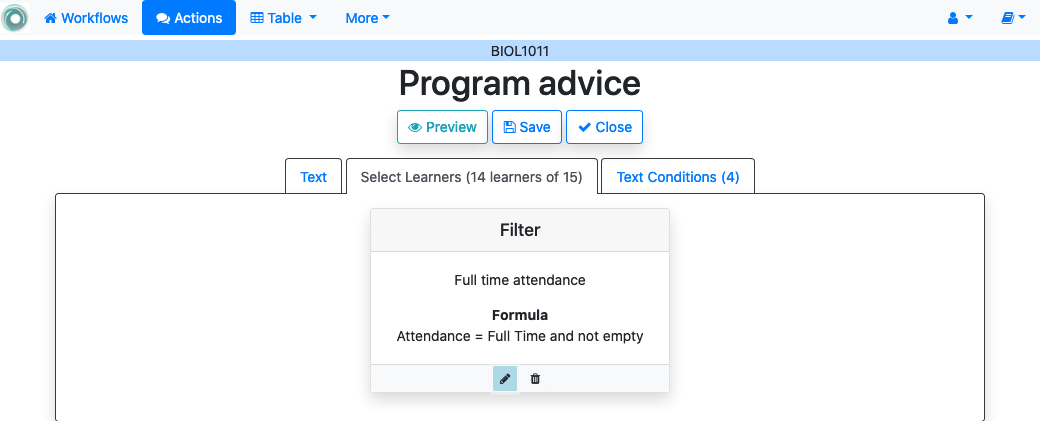 Workflows Actions Table More
BIOL1011
Program advice
Preview Save Close
Text Select Learners (14 learners of 15) Text Conditions (4)
Filter
Full time attendance
Formula
Attendance = Full Time and not empty